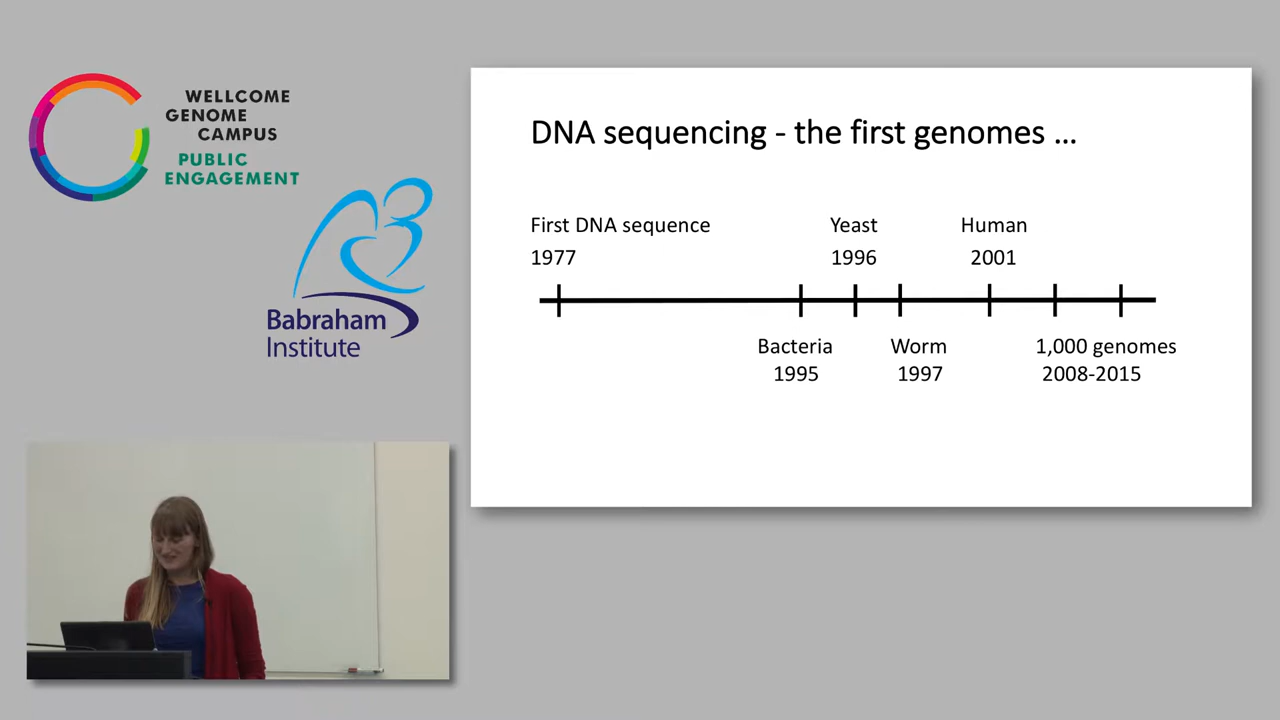 WELLCOME
GENOME
CAMPUS
PUBLIC
ENGAGEMENT
Babraham
Institute
DNA sequencing - the first genomes ...
First DNA sequence
1977
Yeast
1996
Human
2001
Bacteria
1995
Worm
1997
1,000 genomes
2008-2015